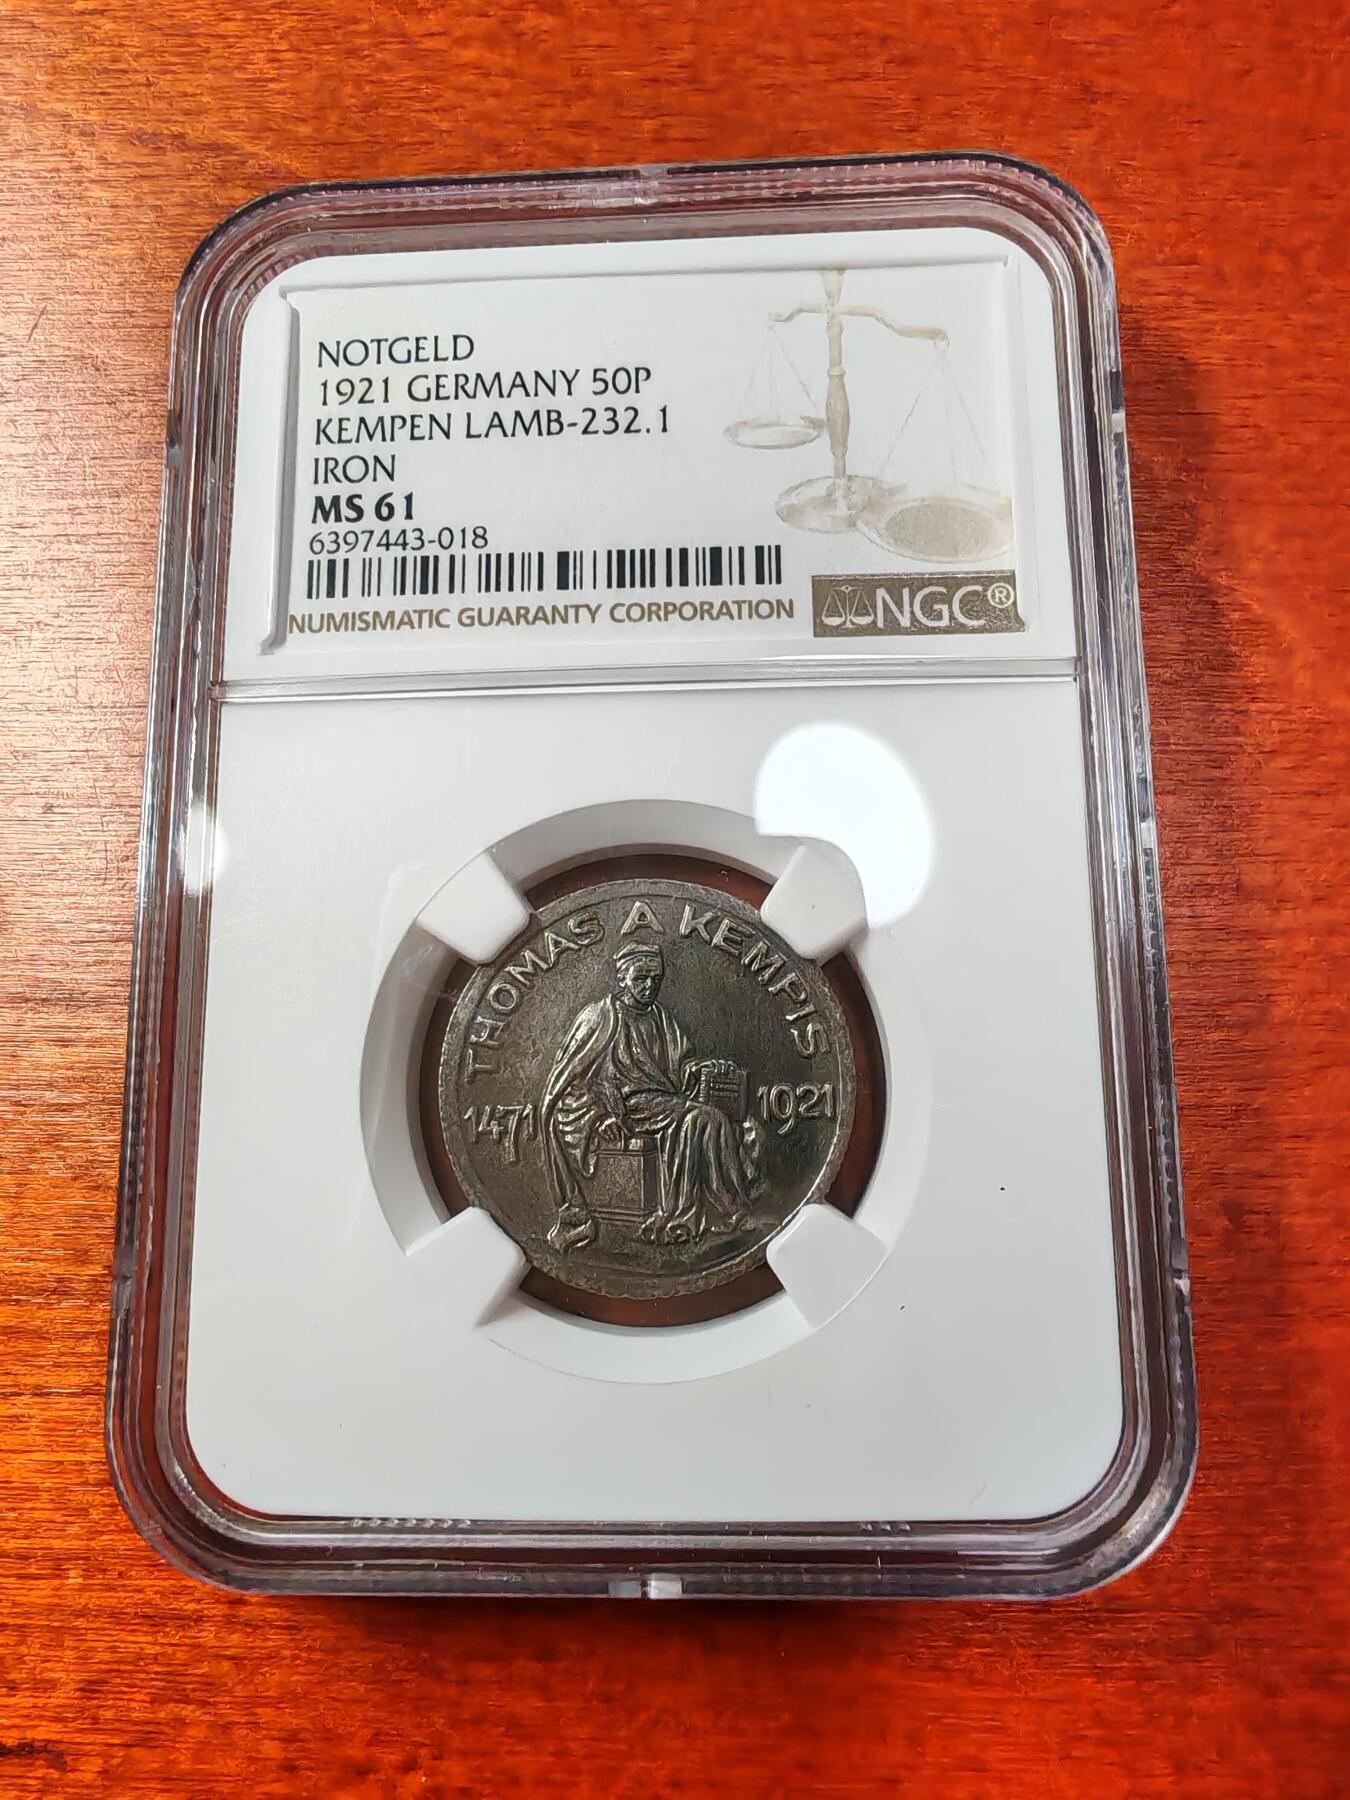 NOTGELD
1921 GERMANY 50P
KEMPEN LAMB-232.1
IRON
MS 61
6397443-018
NUMISMATIC GUARANTY CORPORATION
NGC®
THOMAS A KEMPIS
1471 1921